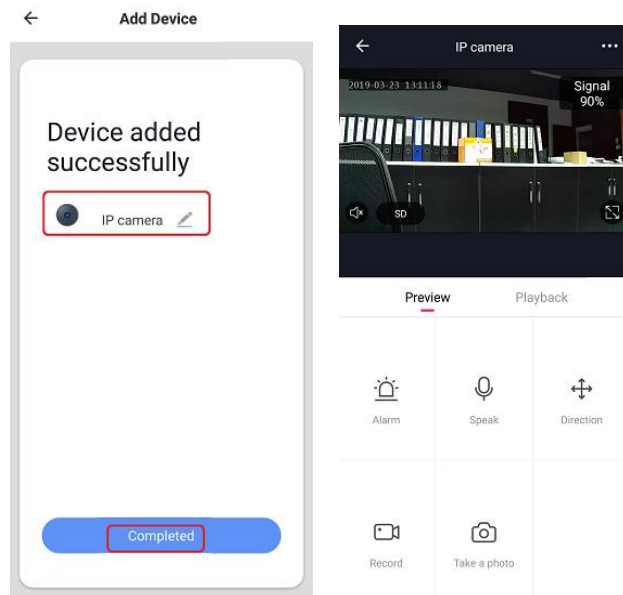 Add Device
Device added
successfully
IP camera
Completed
IP camera
2019-03-23 13:11:18
Signal
90%
SD
Preview Playback
Alarm Speak Direction
Record Take a photo